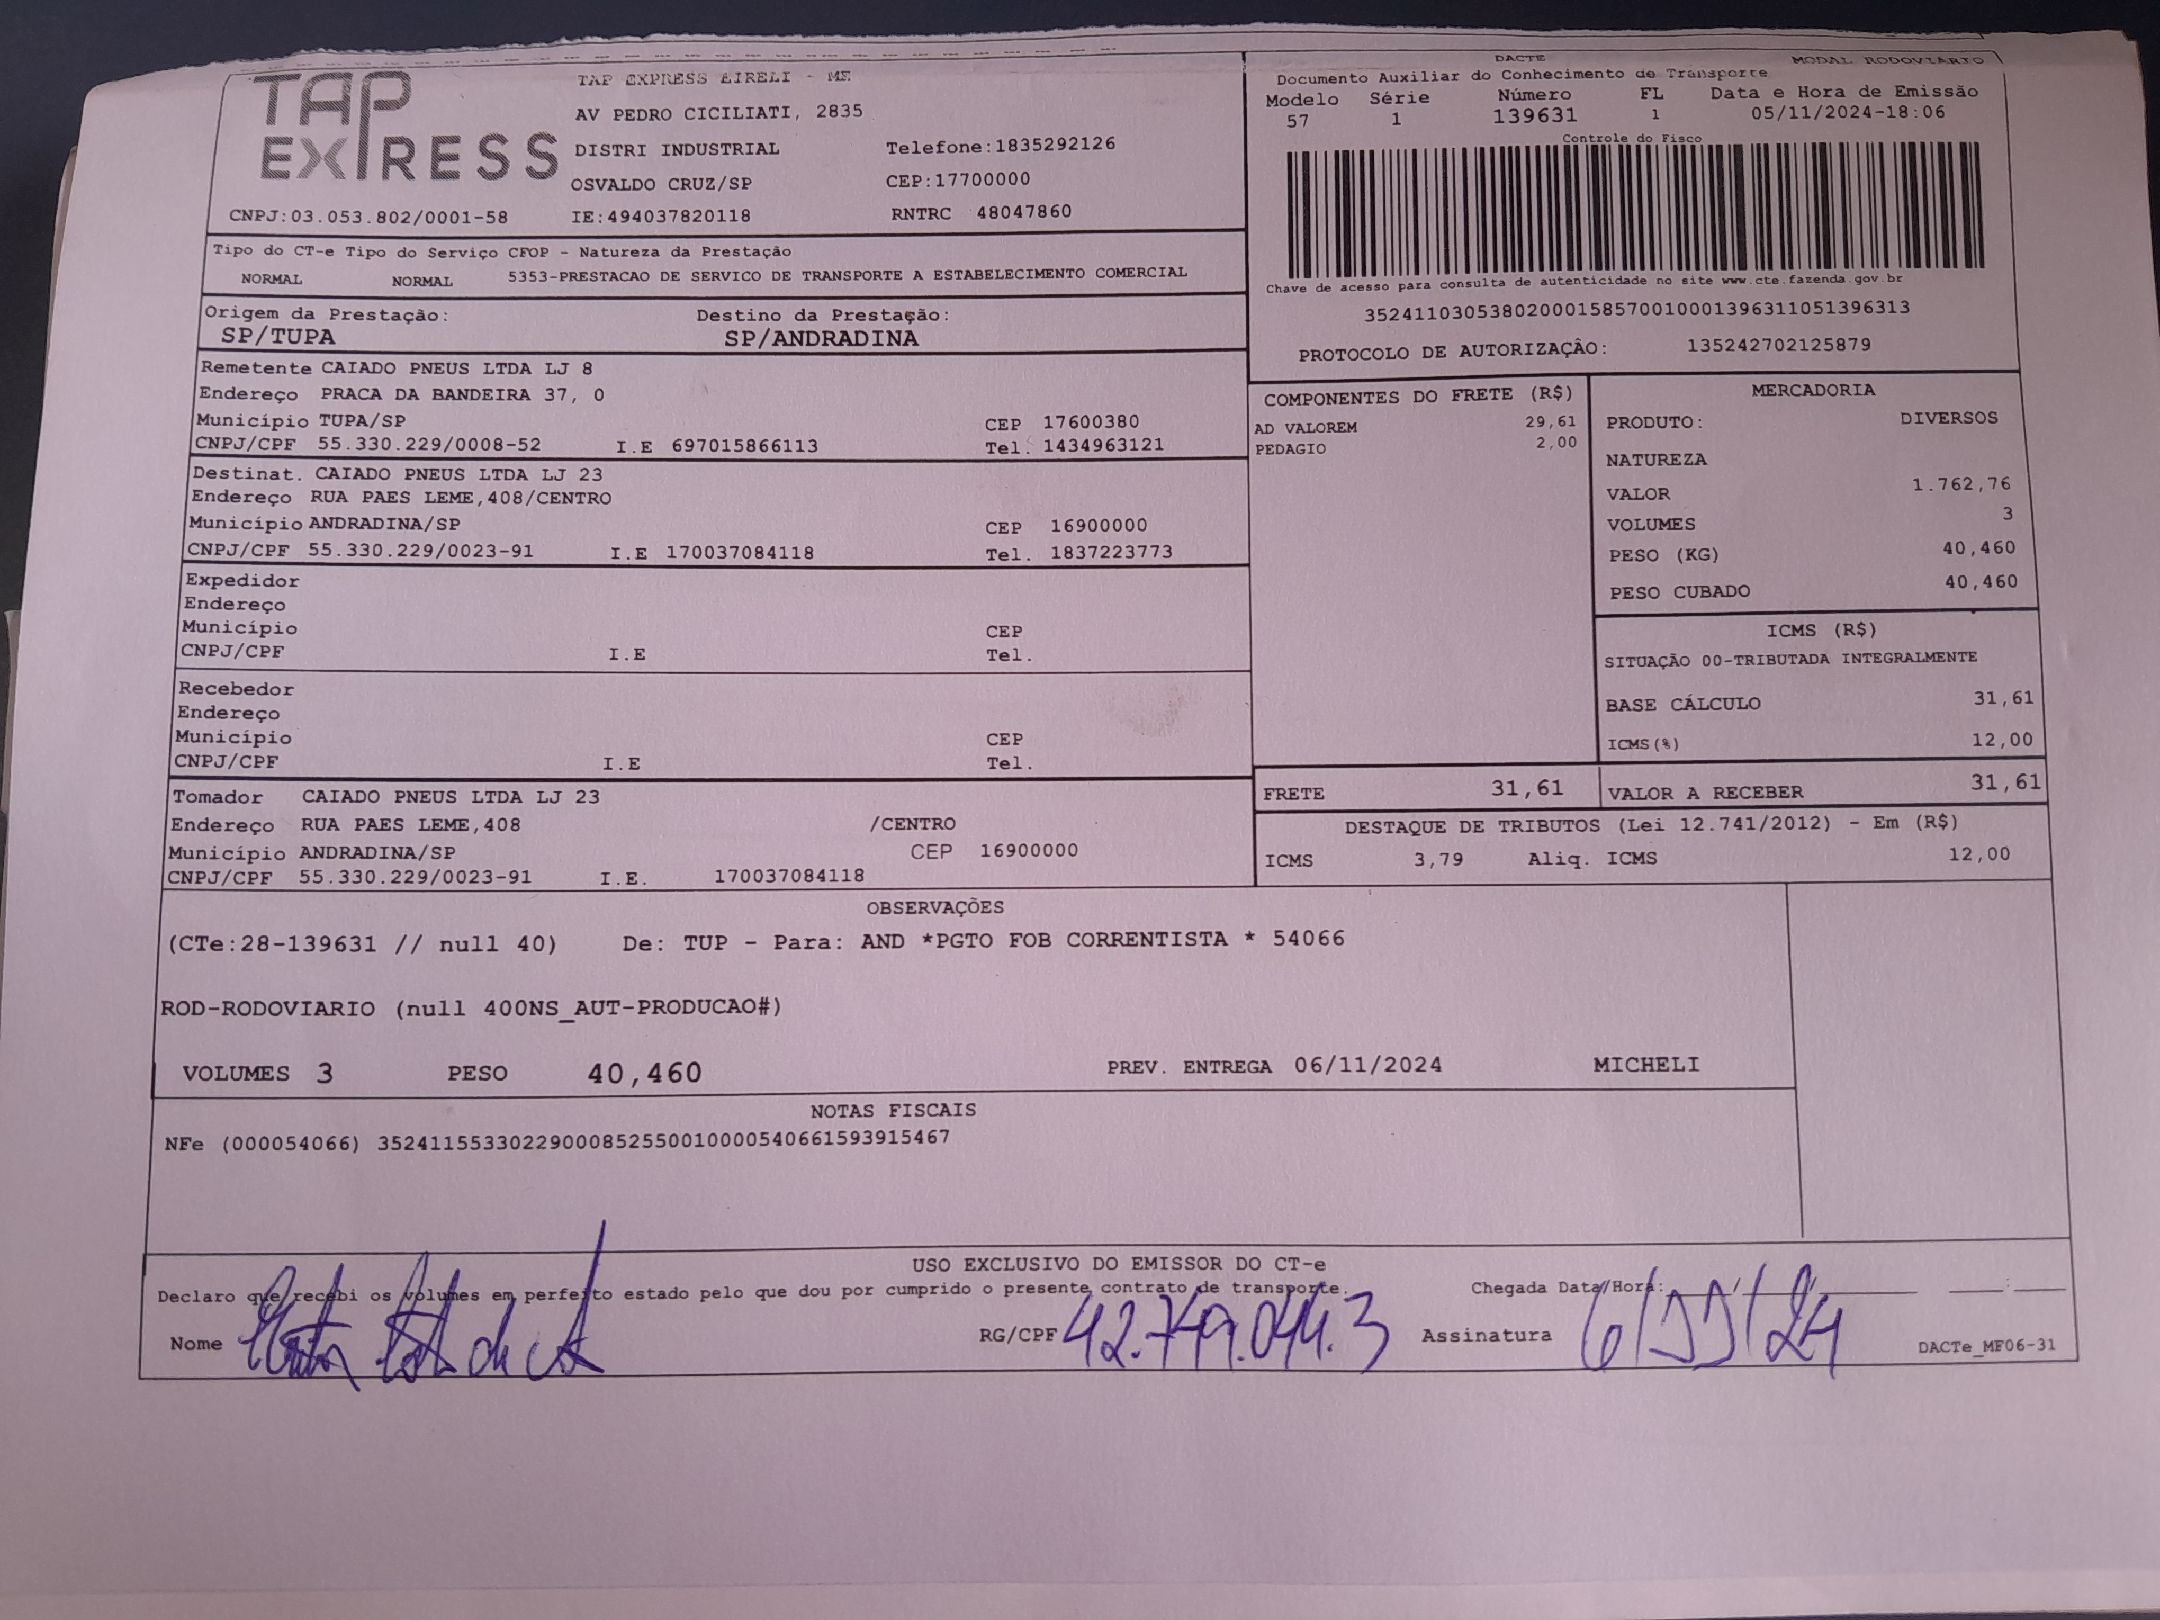 TAP
EXPRESS
TAP EXPRESS EIRELI - ME
AV PEDRO CICILIATI, 2835
DISTRI INDUSTRIAL Telefone:1835292126
OSVALDO CRUZ/SP CEP:17700000
CNPJ:03.053.802/0001-58 IE:494037820118 RNTRC 48047860
DACTE MODAL RODOVIARIO
Documento Auxiliar do Conhecimento de Transporte
Modelo Série Número FL Data e Hora de Emissão
57 1 139631 1 05/11/2024-18:06
Controle do Fisco
Chave de acesso para consulta de autenticidade no site www.cte.fazenda.gov.br
35241103053802000158570010001396311051396313
PROTOCOLO DE AUTORIZAÇÂO: 135242702125879
Tipo do CT-e Tipo do Serviço CFOP - Natureza da Prestação
NORMAL NORMAL 5353-PRESTACAO DE SERVICO DE TRANSPORTE A ESTABELECIMENTO COMERCIAL
Origem da Prestação: Destino da Prestação:
SP/TUPA SP/ANDRADINA
Remetente CAIADO PNEUS LTDA LJ 8
Endereço PRACA DA BANDEIRA 37, 0
Município TUPA/SP CEP 17600380
CNPJ/CPF 55.330.229/0008-52 I.E 697015866113 Tel. 1434963121
Destinat. CAIADO PNEUS LTDA LJ 23
Endereço RUA PAES LEME,408/CENTRO
Município ANDRADINA/SP CEP 16900000
CNPJ/CPF 55.330.229/0023-91 I.E 170037084118 Tel. 1837223773
Expedidor
Endereço
Município CEP
CNPJ/CPF I.E Tel.
Recebedor
Endereço
Município CEP
CNPJ/CPF I.E Tel.
Tomador CAIADO PNEUS LTDA LJ 23
Endereço RUA PAES LEME,408 /CENTRO
Município ANDRADINA/SP CEP 16900000
CNPJ/CPF 55.330.229/0023-91 I.E. 170037084118
COMPONENTES DO FRETE (R$)
AD VALOREM 29,61
PEDAGIO 2,00
MERCADORIA
PRODUTO: DIVERSOS
NATUREZA
VALOR 1.762,76
VOLUMES 3
PESO (KG) 40,460
PESO CUBADO 40,460
ICMS (R$)
SITUAÇÃO 00-TRIBUTADA INTEGRALMENTE
BASE CÁLCULO 31,61
ICMS(%) 12,00
FRETE 31,61 VALOR A RECEBER 31,61
DESTAQUE DE TRIBUTOS (Lei 12.741/2012) - Em (R$)
ICMS 3,79 Aliq. ICMS 12,00
OBSERVAÇÕES
(CTe:28-139631 // null 40) De: TUP - Para: AND *PGTO FOB CORRENTISTA * 54066
ROD-RODOVIARIO (null 400NS_AUT-PRODUCAO#)
VOLUMES 3 PESO 40,460 PREV. ENTREGA 06/11/2024 MICHELI
NOTAS FISCAIS
NFe (000054066) 35241155330229000852550010000540661593915467
USO EXCLUSIVO DO EMISSOR DO CT-e
Declaro que recebi os volumes em perfeito estado pelo que dou por cumprido o presente contrato de transporte. Chegada Data/Hora:
Nome RG/CPF 42.749.044.3 Assinatura 6/11/24 DACTe_MF06-31